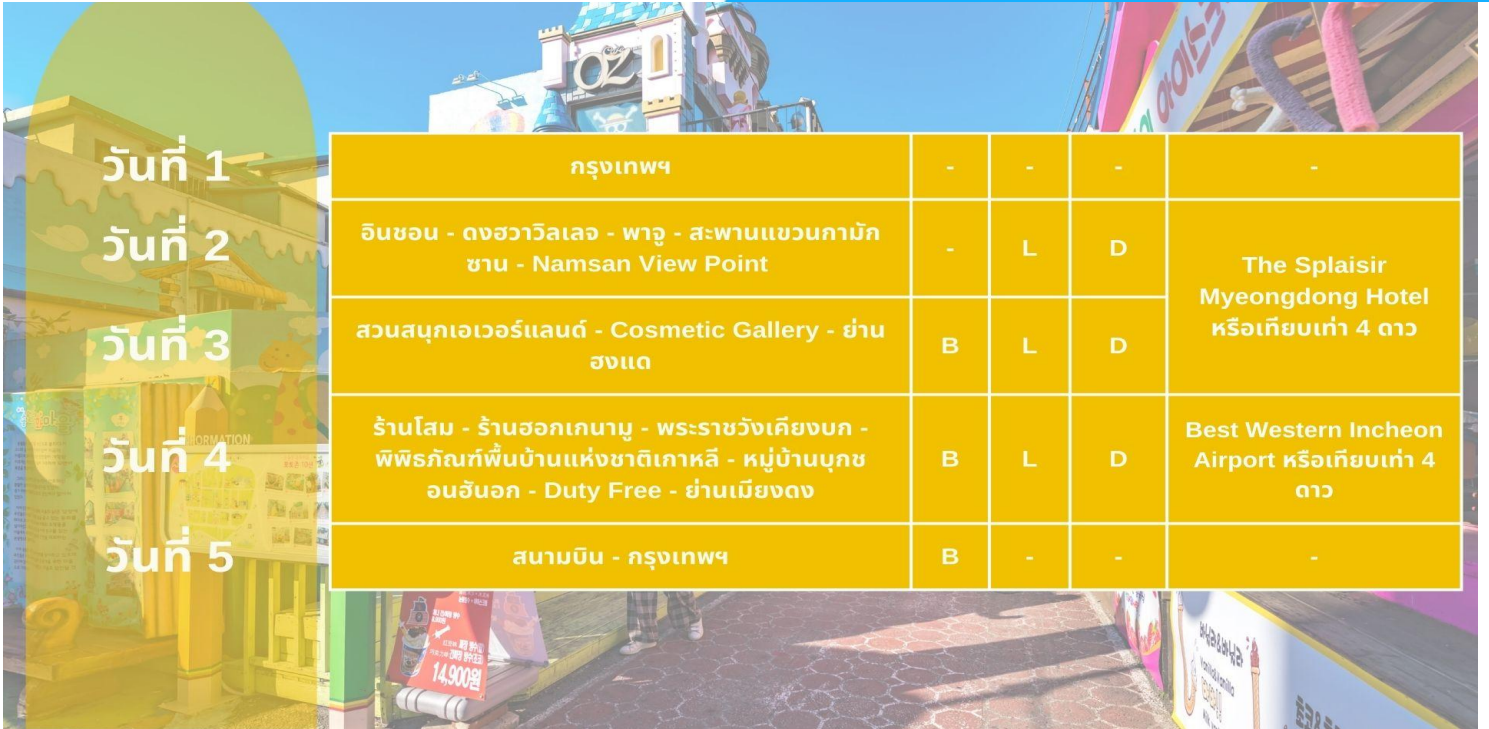 OZ
วันที่ 1
กรุงเทพฯ
-
-
-
-
วันที่ 2
อินชอน - ดงฮวาวิลเลจ - พาจู - สะพานแขวนกามัก
ซาน - Namsan View Point
-
L
D
The Splaisir
Myeongdong Hotel
หรือเทียบเท่า 4 ดาว
วันที่ 3
สวนสนุกเอเวอร์แลนด์ - Cosmetic Gallery - ย่าน
ฮงแด
B
L
D
วันที่ 4
ร้านโสม - ร้านฮอกเกนามู - พระราชวังเคียงบก -
พิพิธภัณฑ์พื้นบ้านแห่งชาติเกาหลี - หมู่บ้านบุกช
อนฮันอก - Duty Free - ย่านเมียงดง
B
L
D
Best Western Incheon
Airport หรือเทียบเท่า 4
ดาว
วันที่ 5
สนามบิน - กรุงเทพฯ
B
-
-
-
14,900원